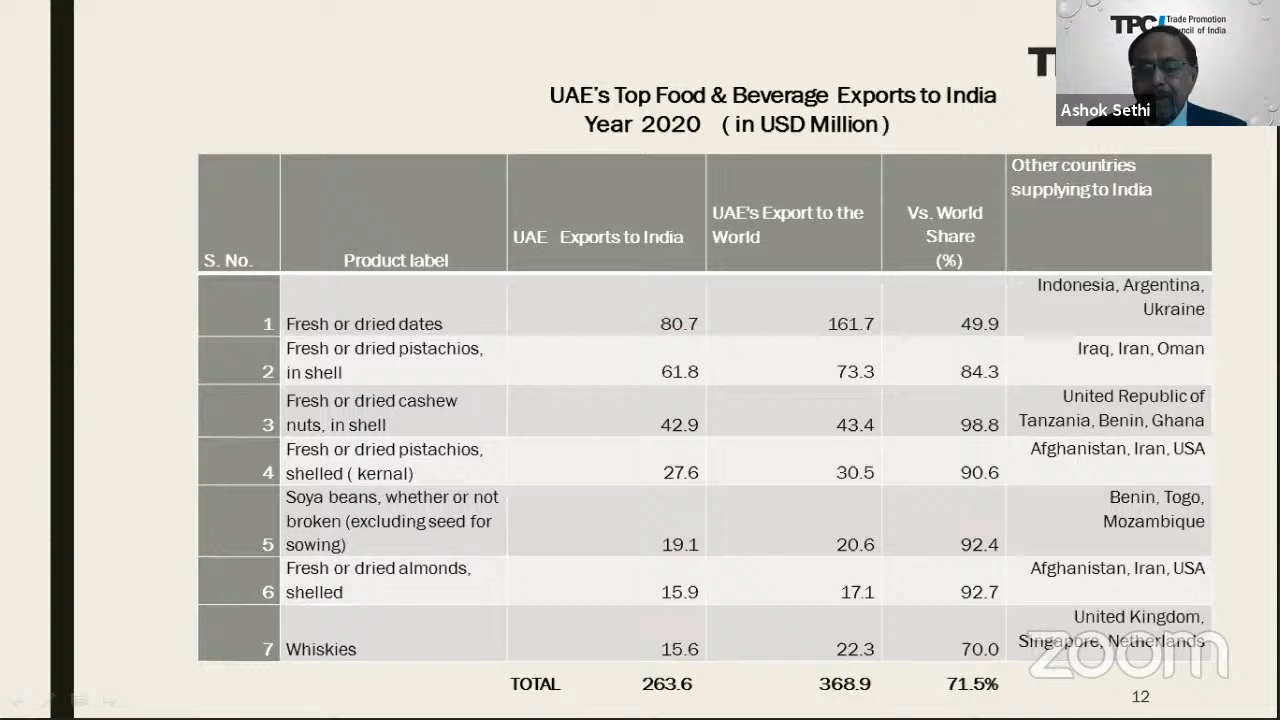 TPCI Trade Promotion
Council of India
Ashok Sethi
UAE's Top Food & Beverage Exports to India
Year 2020 ( in USD Million )
S. No. Product label UAE Exports to India UAE's Export to the World Vs. World Share (%) Other countries supplying to India
1 Fresh or dried dates 80.7 161.7 49.9 Indonesia, Argentina, Ukraine
2 Fresh or dried pistachios, in shell 61.8 73.3 84.3 Iraq, Iran, Oman
3 Fresh or dried cashew nuts, in shell 42.9 43.4 98.8 United Republic of Tanzania, Benin, Ghana
4 Fresh or dried pistachios, shelled ( kernal) 27.6 30.5 90.6 Afghanistan, Iran, USA
5 Soya beans, whether or not broken (excluding seed for sowing) 19.1 20.6 92.4 Benin, Togo, Mozambique
6 Fresh or dried almonds, shelled 15.9 17.1 92.7 Afghanistan, Iran, USA
7 Whiskies 15.6 22.3 70.0 United Kingdom, Singapore, Netherlands
TOTAL 263.6 368.9 71.5%
zoom
12